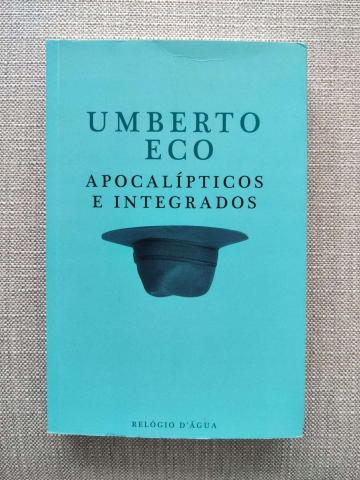 UMBERTO
ECO
APOCALÍPTICOS
E INTEGRADOS
RELÓGIO D'ÁGUA